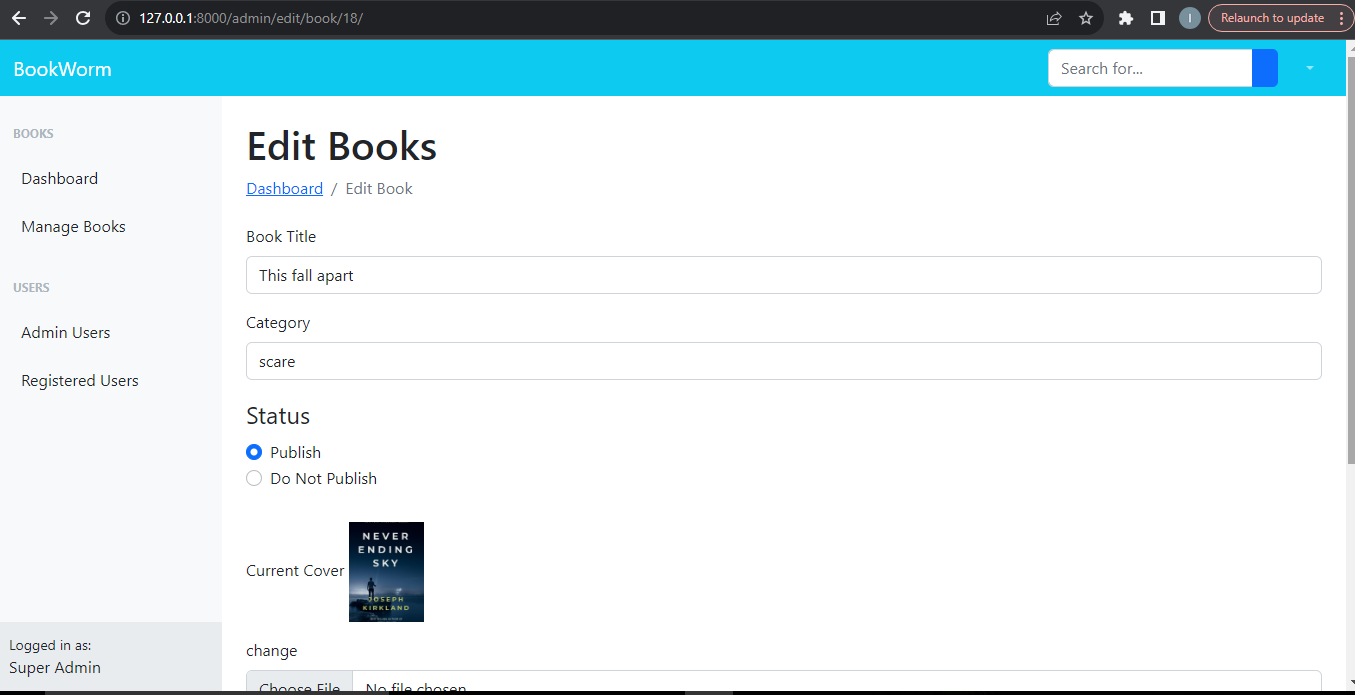 127.0.0.1:8000/admin/edit/book/18/
I
Relaunch to update
BookWorm
Search for...
BOOKS
Dashboard
Manage Books
USERS
Admin Users
Registered Users
Logged in as:
Super Admin
Edit Books
Dashboard / Edit Book
Book Title
This fall apart
Category
scare
Status
Publish
Do Not Publish
Current Cover
NEVER
ENDING
SKY
JOSEPH
KIRKLAND
change
Choose File No file chosen